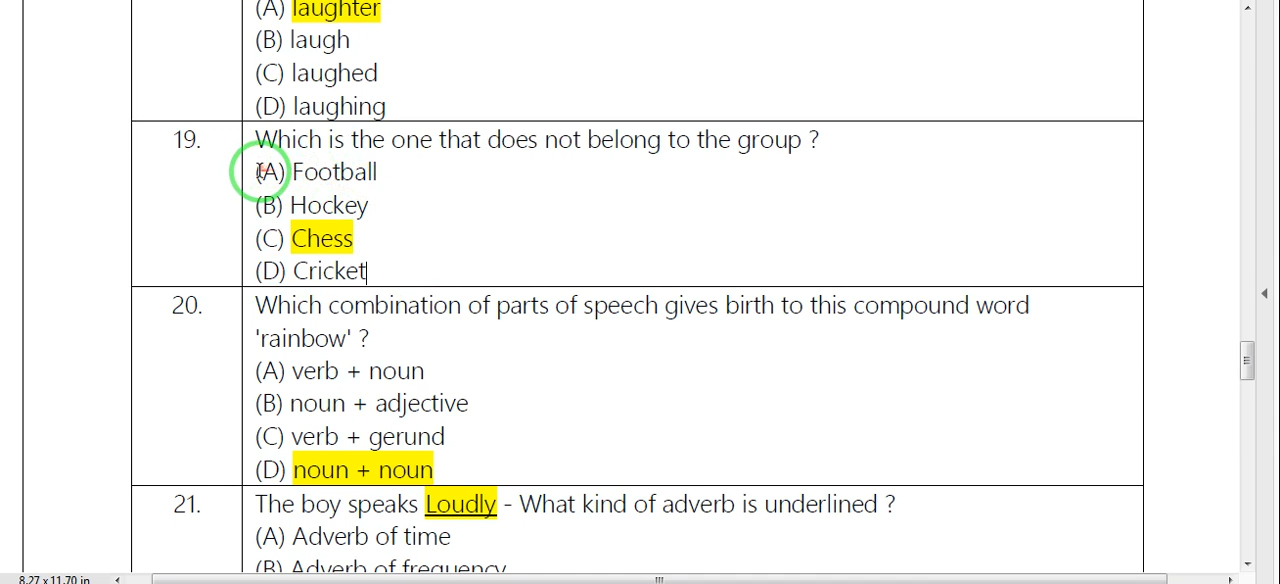 (A) laughter
(B) laugh
(C) laughed
(D) laughing
19. Which is the one that does not belong to the group ?
(A) Football
(B) Hockey
(C) Chess
(D) Cricket
20. Which combination of parts of speech gives birth to this compound word
'rainbow' ?
(A) verb + noun
(B) noun + adjective
(C) verb + gerund
(D) noun + noun
21. The boy speaks Loudly - What kind of adverb is underlined ?
(A) Adverb of time
(B) Adverb of frequency
8.27 x 11.70 in